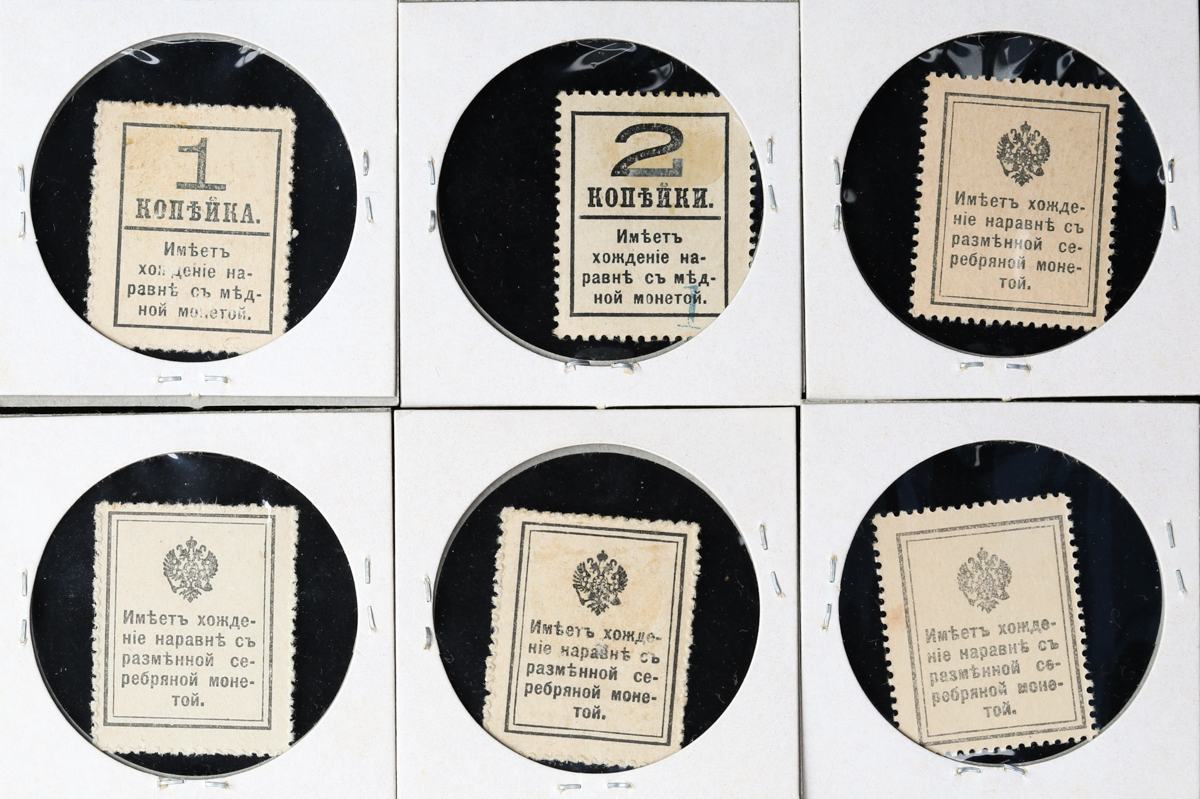 1
КОПѢЙКА.
Имѣетъ
хожденіе на-
равнѣ съ мѣд-
ной монетой.
2
КОПѢЙКИ.
Имѣетъ
хожденіе на-
равнѣ съ мѣд-
ной монетой.
Имѣетъ хожде-
ніе наравнѣ съ
размѣнной се-
ребряной моне-
той.
Имѣетъ хожде-
ніе наравнѣ съ
размѣнной се-
ребряной моне-
той.
Имѣетъ хожде-
ніе наравнѣ съ
размѣнной се-
ребряной моне-
той.
Имѣетъ хожде-
ніе наравнѣ съ
размѣнной се-
ребряной моне-
той.